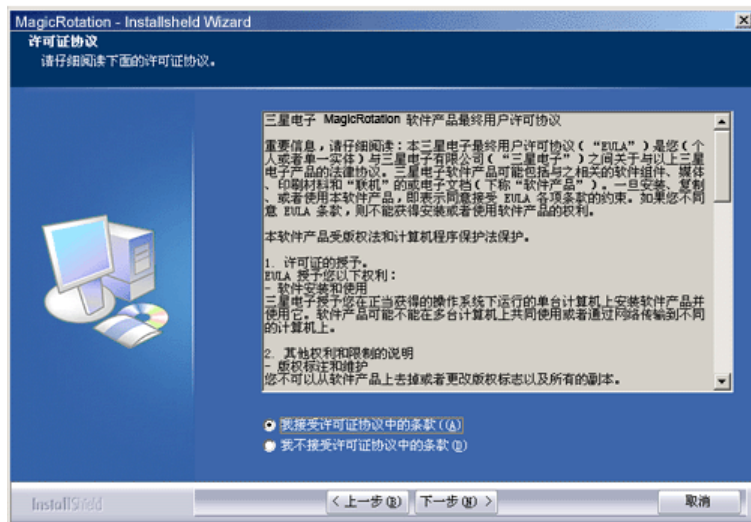 MagicRotation - Installsheld Wizard
许可证协议
请仔细阅读下面的许可证协议。
三星电子 MagicRotation 软件产品最终用户许可协议
重要信息，请仔细阅读：本三星电子最终用户许可协议（“EULA”）是您（个
人或者单一实体）与三星电子有限公司（“三星电子”）之间关于与以上三星
电子产品的法律协议。三星电子软件产品可能包括与之相关的软件组件、媒体
、印刷材料和“联机”的或电子文档（下称“软件产品”）。一旦安装、复制
、或者使用本软件产品，即表示同意接受 EULA 各项条款的约束。如果您不同
意 EULA 条款，则不能获得安装或者使用软件产品的权利。
本软件产品受版权法和计算机程序保护法保护。
1. 许可证的授予。
EULA 授予您以下权利：
- 软件安装和使用
三星电子授予您在正当获得的操作系统下运行的单台计算机上安装软件产品并
使用它。软件产品可能不能在多台计算机上共同使用或者通过网络传输到不同
的计算机上。
2. 其他权利和限制的说明
- 版权标注和维护
您不可以从软件产品上去掉或者更改版权标志以及所有的副本。
我接受许可证协议中的条款((A)
我不接受许可证协议中的条款(D)
InstallShield
< 上一步(B)
下一步(N) >
取消